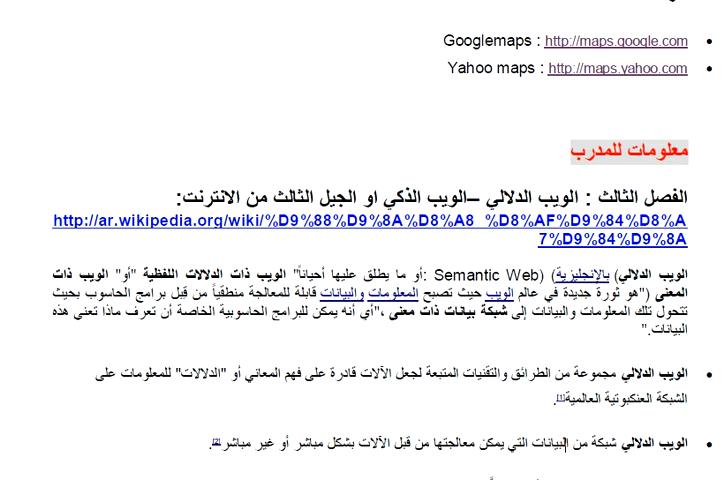 Googlemaps : http://maps.google.com
Yahoo maps : http://maps.yahoo.com
معلومات للمدرب
الفصل الثالث : الويب الدلالي –الويب الذكي او الجيل الثالث من الانترنت:
http://ar.wikipedia.org/wiki/%D9%88%D9%8A%D8%A8_%D8%AF%D9%84%D8%A
7%D9%84%D9%8A
الويب الدلالي) بالإنجليزية) (Semantic Web :أو ما يطلق عليها أحياناً" الويب ذات الدلالات اللفظية "أو" الويب ذات
المعنى ("هو ثورة جديدة في عالم الويب حيث تصبح المعلومات والبيانات قابلة للمعالجة منطقياً من قِبل برامج الحاسوب بحيث
تتحول تلك المعلومات والبيانات إلى شبكة بيانات ذات معنى ،"أي أنه يمكن للبرامج الحاسوبية الخاصة أن تعرف ماذا تعني هذه
البيانات."
الويب الدلالي مجموعة من الطرائق والتقنيات المتبعة لجعل الآلات قادرة على فهم المعاني أو "الدلالات" للمعلومات على
الشبكة العنكبوتية العالمية[1].
الويب الدلالي شبكة من البيانات التي يمكن معالجتها من قبل الآلات بشكل مباشر أو غير مباشر[2].